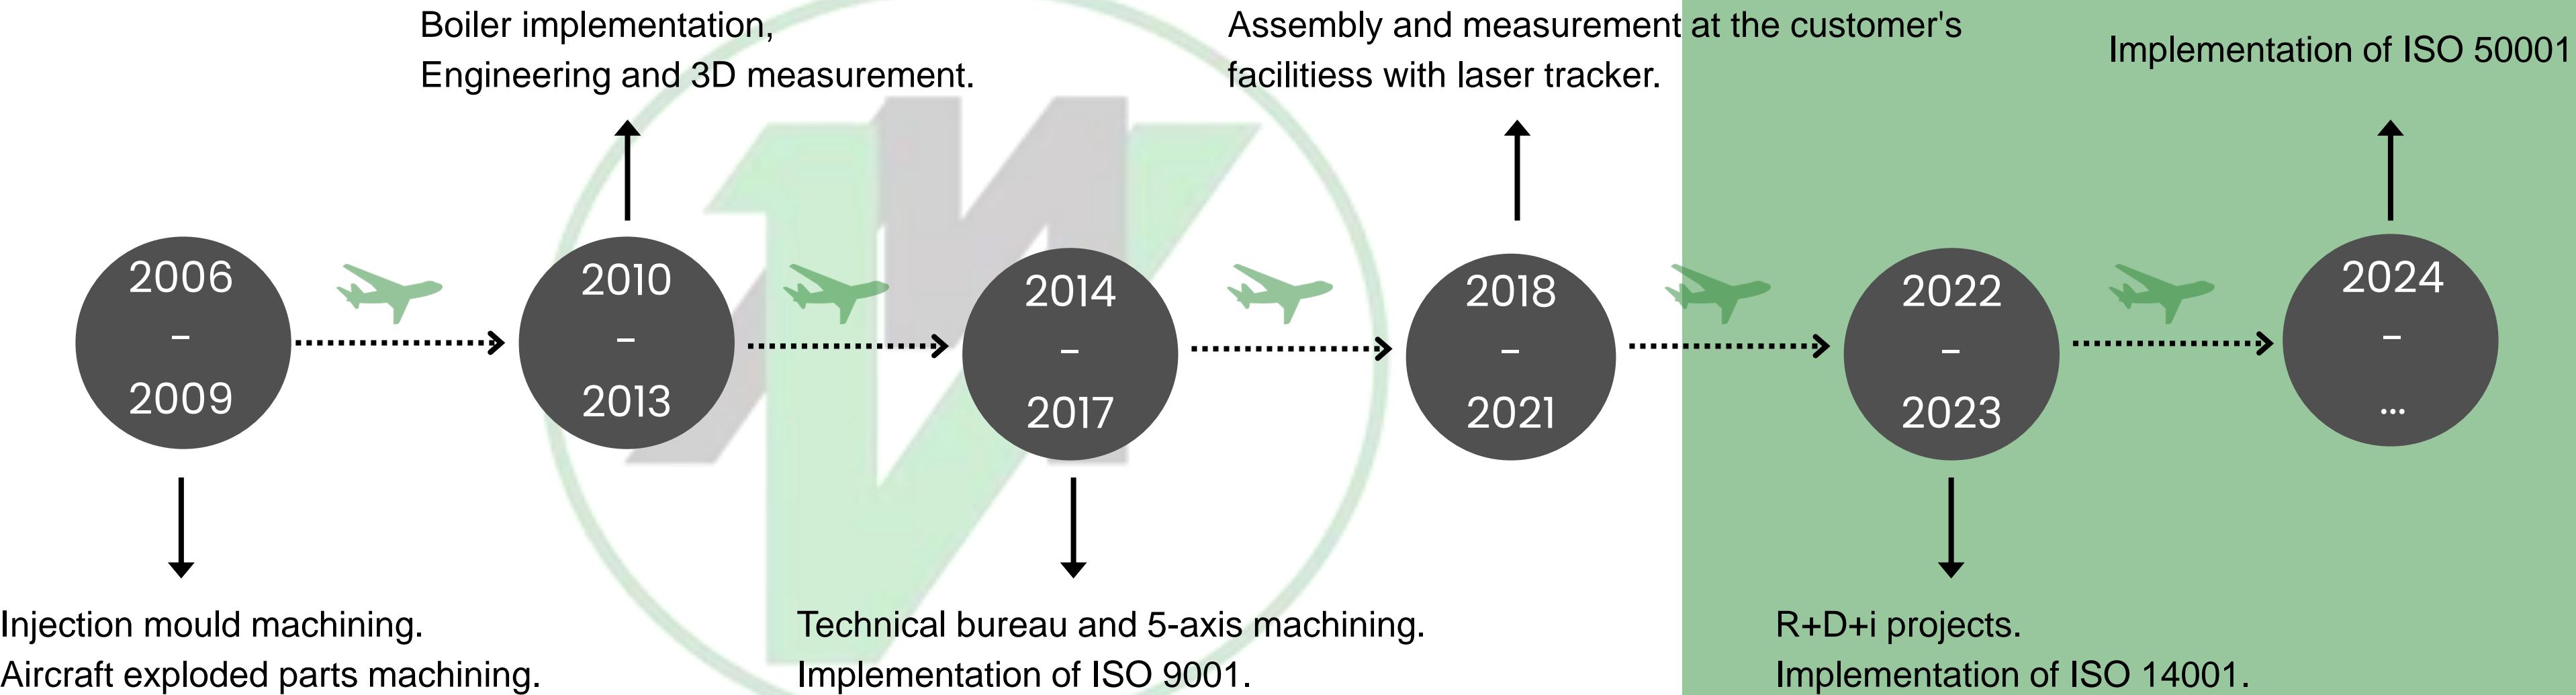 Boiler implementation,
Engineering and 3D measurement.
Assembly and measurement at the customer's
facilitiess with laser tracker.
Implementation of ISO 50001
2006
–
2009
2010
–
2013
2014
–
2017
2018
–
2021
2022
–
2023
2024
–
...
Injection mould machining.
Aircraft exploded parts machining.
Technical bureau and 5-axis machining.
Implementation of ISO 9001.
R+D+i projects.
Implementation of ISO 14001.